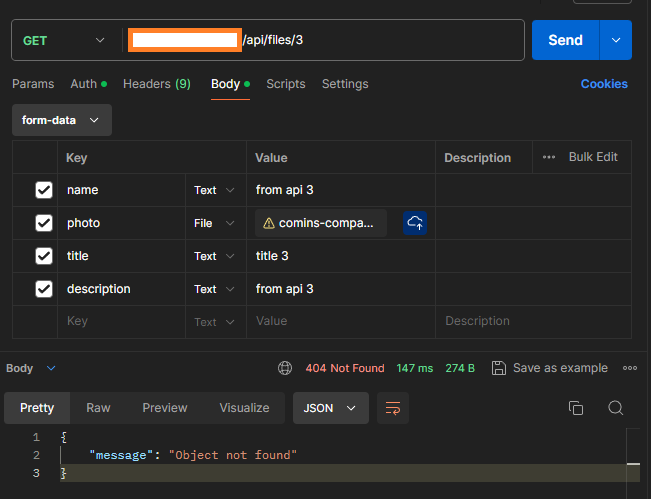 GET /api/files/3 Send
Params Auth Headers (9) Body Scripts Settings Cookies
form-data
Key Value Description Bulk Edit
name Text from api 3
photo File comins-compa...
title Text title 3
description Text from api 3
Key Text Value Description
Body 404 Not Found 147 ms 274 B Save as example
Pretty Raw Preview Visualize JSON
1 {
2 "message": "Object not found"
3 }